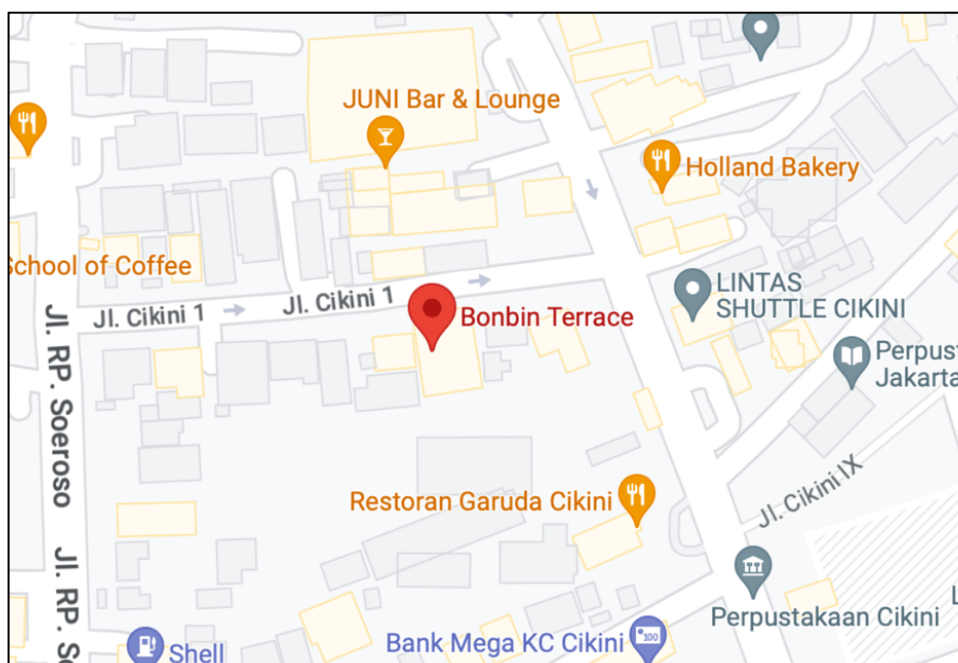 JUNI Bar & Lounge
Holland Bakery
School of Coffee
LINTAS
SHUTTLE CIKINI
Jl. Cikini 1
Jl. Cikini 1
Bonbin Terrace
Perpust
Jakarta
Jl. RP. Soeroso
Restoran Garuda Cikini
Jl. Cikini IX
Jl. RP. So
Perpustakaan Cikini
L
Bank Mega KC Cikini
100
Shell